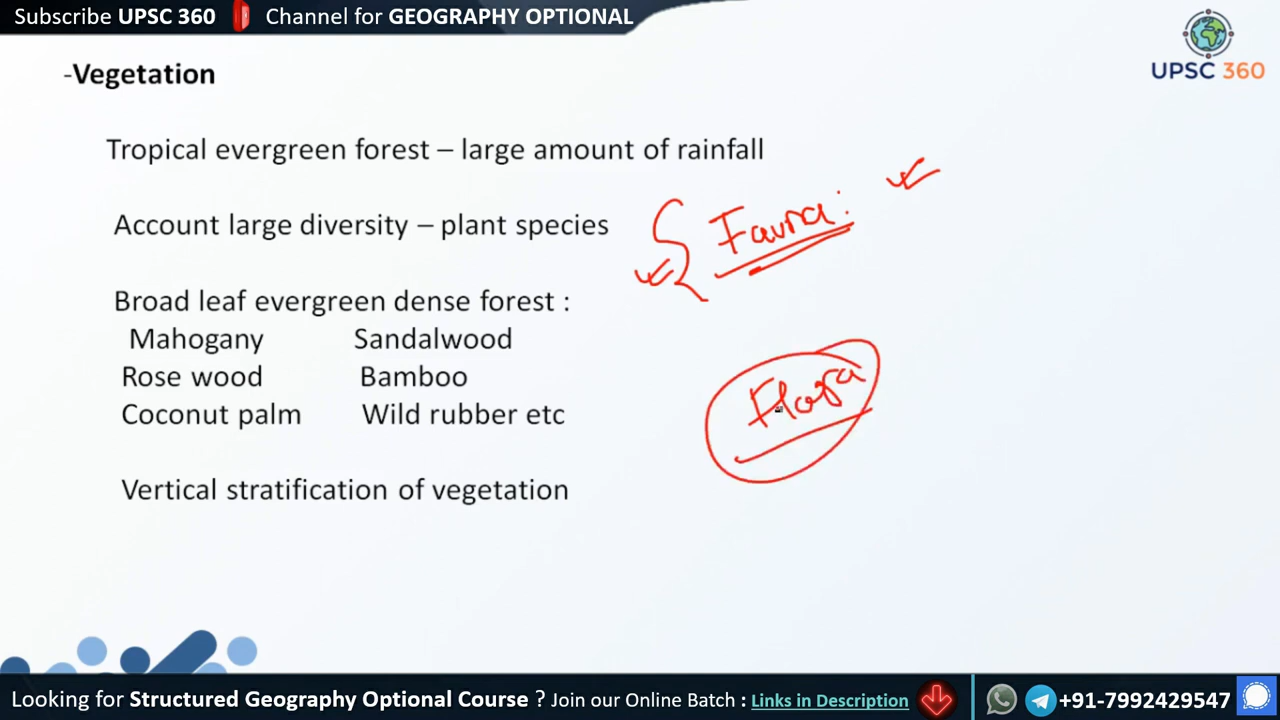 Subscribe UPSC 360 Channel for GEOGRAPHY OPTIONAL
UPSC 360
-Vegetation
Tropical evergreen forest – large amount of rainfall
Account large diversity – plant species
Fauna:
Broad leaf evergreen dense forest :
Mahogany Sandalwood
Rose wood Bamboo
Flora
Coconut palm Wild rubber etc
Vertical stratification of vegetation
Looking for Structured Geography Optional Course ? Join our Online Batch : Links in Description +91-7992429547